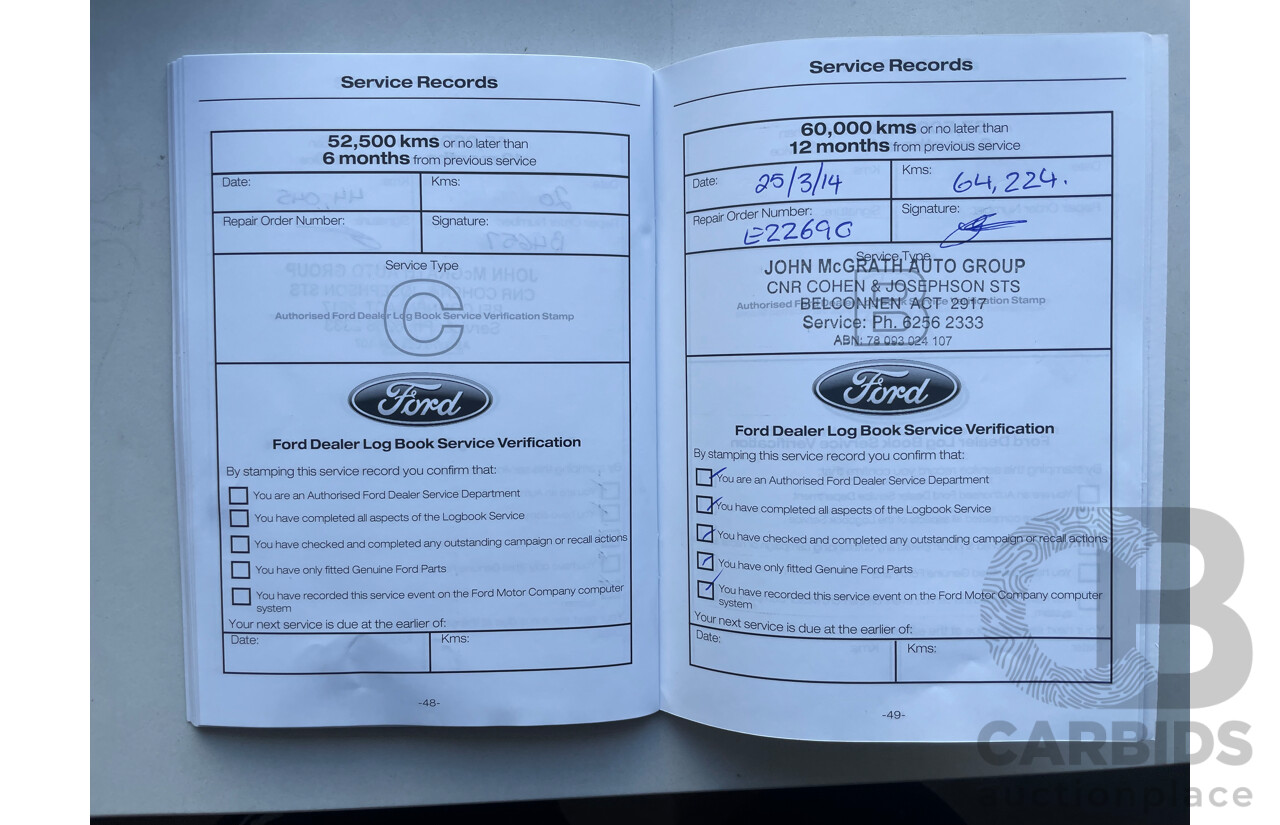 Service Records
52,500 kms or no later than
6 months from previous service
Date:
Kms:
Repair Order Number:
Signature:
Service Type
C
Authorised Ford Dealer Log Book Service Verification Stamp
Ford
Ford Dealer Log Book Service Verification
By stamping this service record you confirm that:
You are an Authorised Ford Dealer Service Department
You have completed all aspects of the Logbook Service
You have checked and completed any outstanding campaign or recall actions
You have only fitted Genuine Ford Parts
You have recorded this service event on the Ford Motor Company computer
system
Your next service is due at the earlier of:
Date:
Kms:
-48-
Service Records
60,000 kms or no later than
12 months from previous service
Date: 25/3/14
Kms: 64,224.
Repair Order Number:
E22690
Signature:
Service Type
B
JOHN McGRATH AUTO GROUP
CNR COHEN & JOSEPHSON STS
Authorised Ford Dealer Log Book Service Verification Stamp
BELCONNEN ACT 2917
Service: Ph. 6256 2333
ABN: 78 093 024 107
Ford
Ford Dealer Log Book Service Verification
By stamping this service record you confirm that:
You are an Authorised Ford Dealer Service Department
You have completed all aspects of the Logbook Service
You have checked and completed any outstanding campaign or recall actions
You have only fitted Genuine Ford Parts
You have recorded this service event on the Ford Motor Company computer
system
Your next service is due at the earlier of:
Date:
Kms:
-49-
CB
CARBIDS
auctionplace